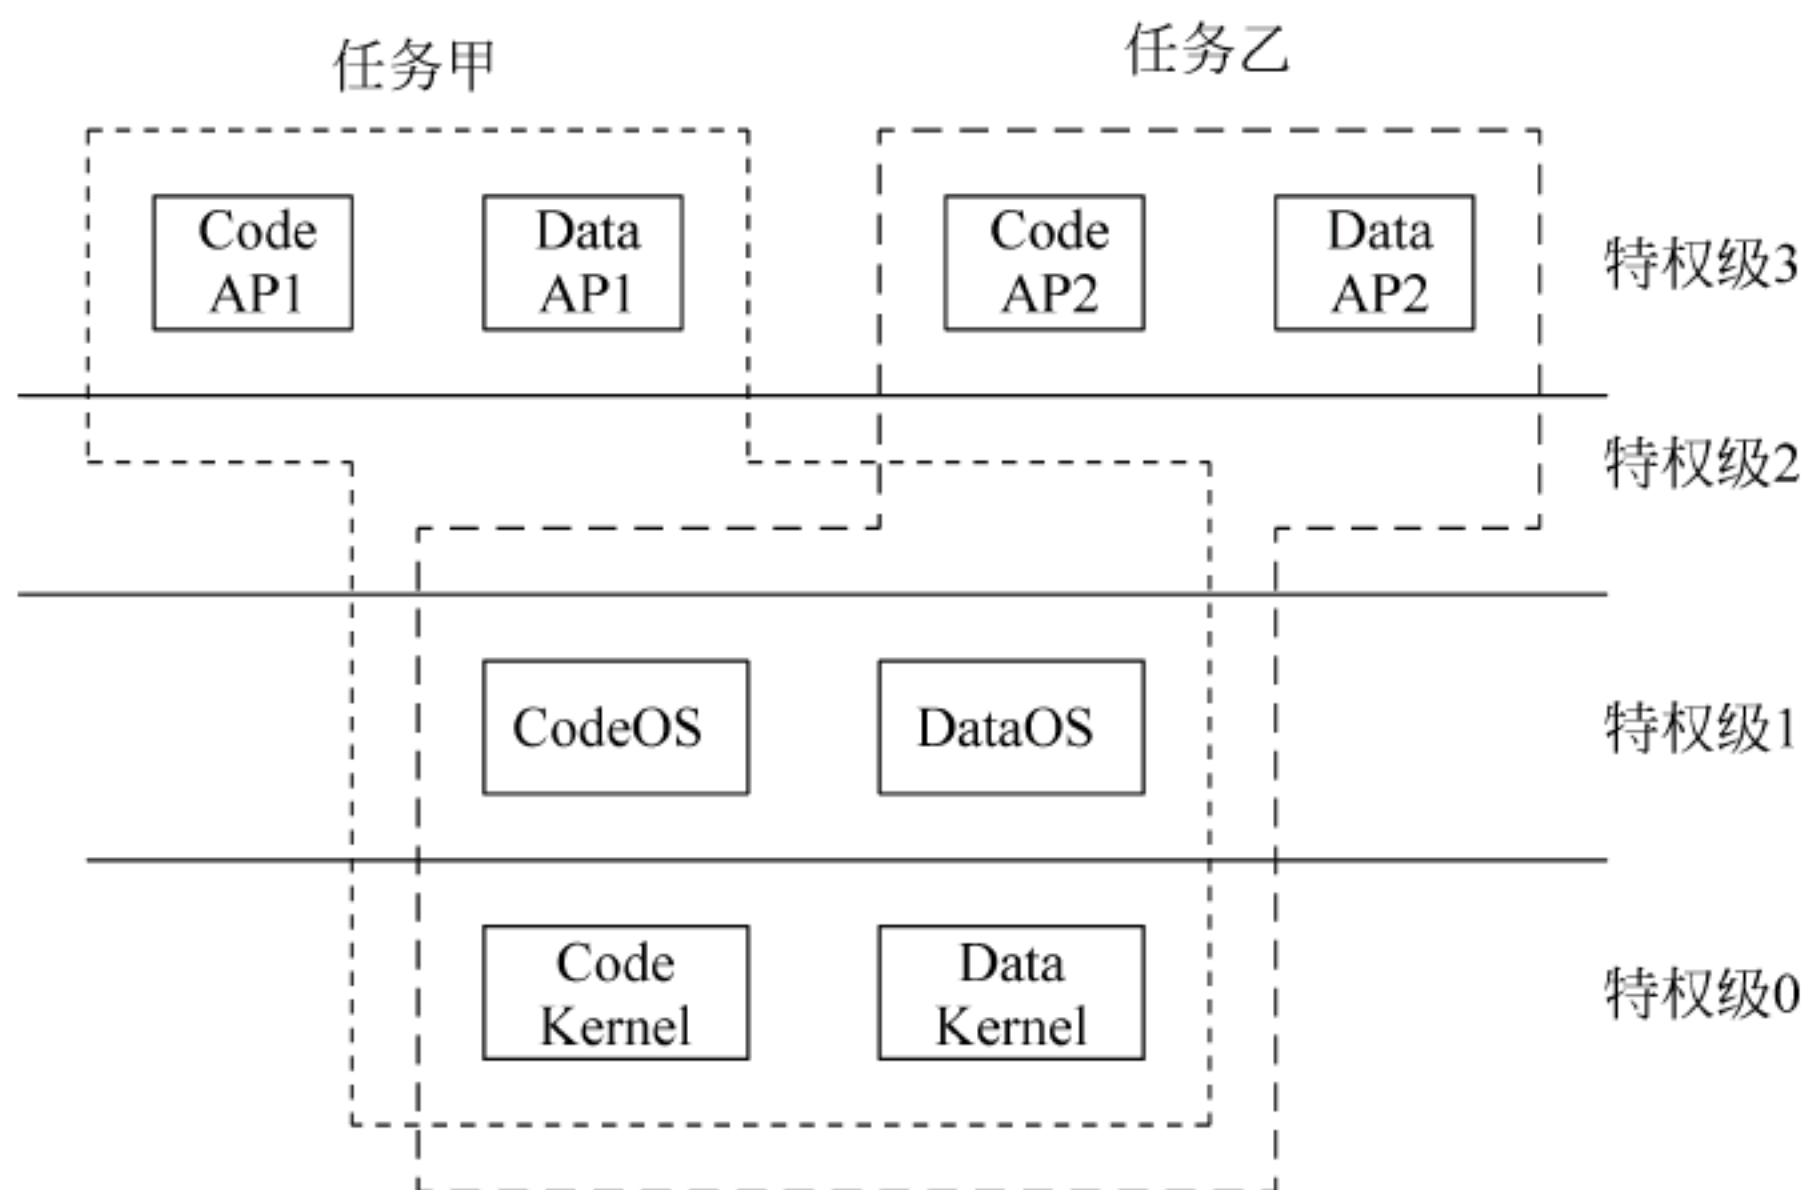 任务甲
任务乙
Code
AP1
Data
AP1
Code
AP2
Data
AP2
特权级3
特权级2
CodeOS
DataOS
特权级1
Code
Kernel
Data
Kernel
特权级0